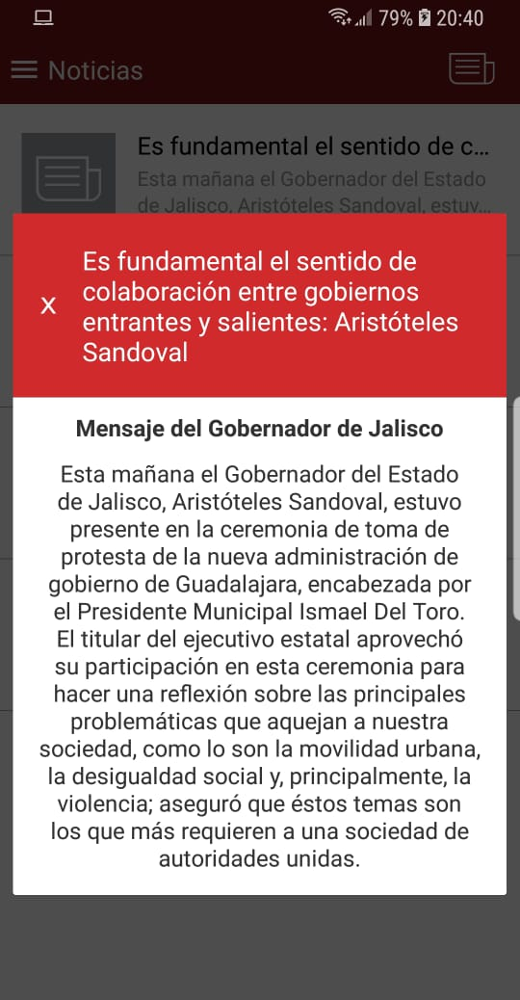 79% 20:40
Noticias
Es fundamental el sentido de c...
Esta mañana el Gobernador del Estado
de Jalisco, Aristóteles Sandoval, estuv...
X
Es fundamental el sentido de
colaboración entre gobiernos
entrantes y salientes: Aristóteles
Sandoval
Mensaje del Gobernador de Jalisco
Esta mañana el Gobernador del Estado
de Jalisco, Aristóteles Sandoval, estuvo
presente en la ceremonia de toma de
protesta de la nueva administración de
gobierno de Guadalajara, encabezada por
el Presidente Municipal Ismael Del Toro.
El titular del ejecutivo estatal aprovechó
su participación en esta ceremonia para
hacer una reflexión sobre las principales
problemáticas que aquejan a nuestra
sociedad, como lo son la movilidad urbana,
la desigualdad social y, principalmente, la
violencia; aseguró que éstos temas son
los que más requieren a una sociedad de
autoridades unidas.